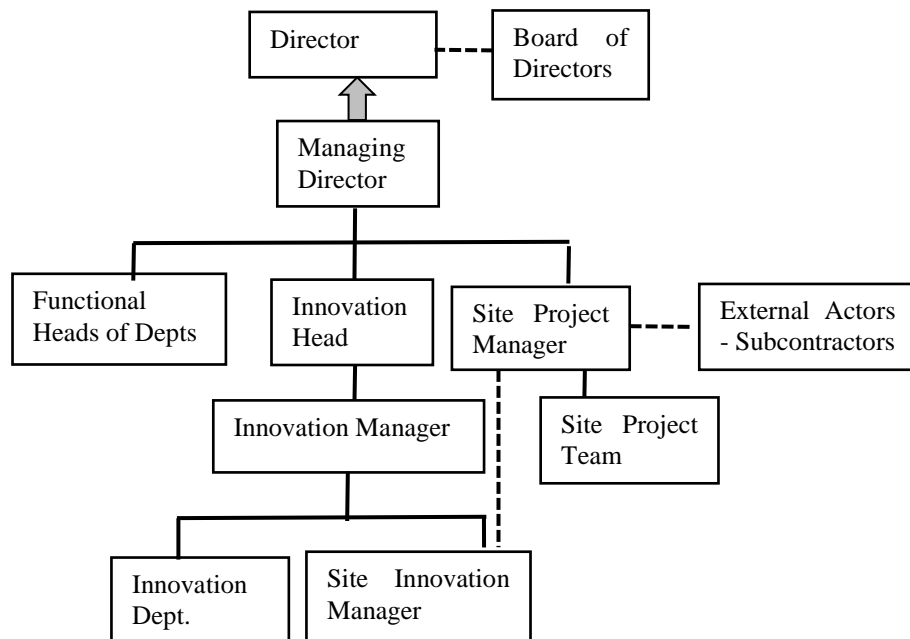 Director
Board of
Directors
Managing
Director
Functional
Heads of Depts
Innovation
Head
Site Project
Manager
External Actors
- Subcontractors
Innovation Manager
Site Project
Team
Innovation
Dept.
Site Innovation
Manager